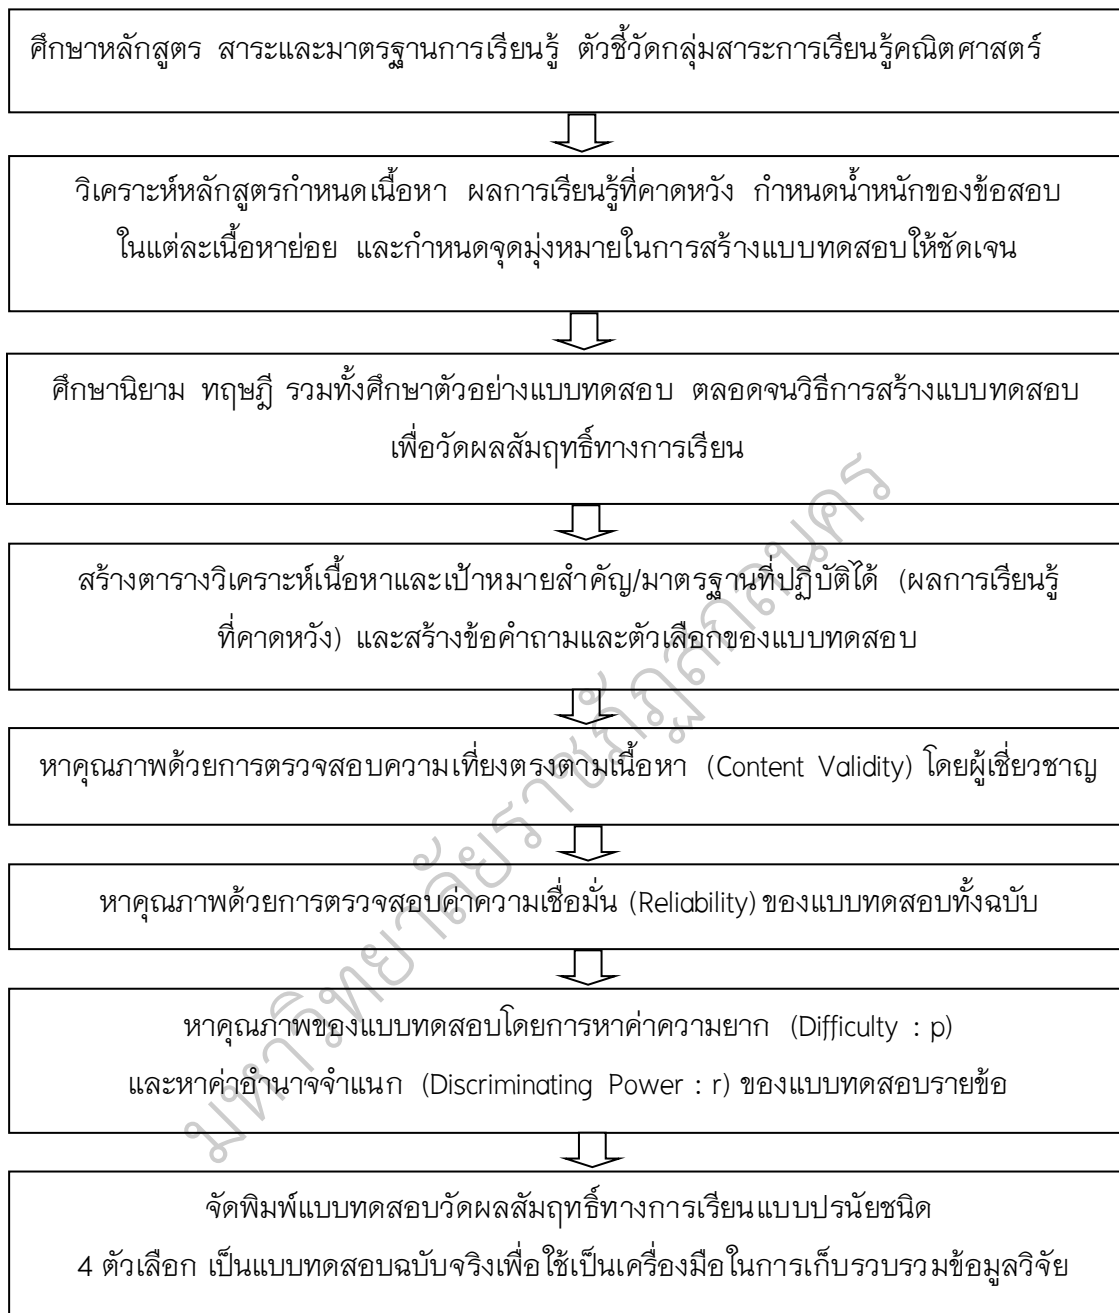 ศึกษาหลักสูตร สาระและมาตรฐานการเรียนรู้ ตัวชี้วัดกลุ่มสาระการเรียนรู้คณิตศาสตร์
วิเคราะห์หลักสูตรกำหนดเนื้อหา ผลการเรียนรู้ที่คาดหวัง กำหนดน้ำหนักของข้อสอบ
ในแต่ละเนื้อหาย่อย และกำหนดจุดมุ่งหมายในการสร้างแบบทดสอบให้ชัดเจน
ศึกษานิยาม ทฤษฎี รวมทั้งศึกษาตัวอย่างแบบทดสอบ ตลอดจนวิธีการสร้างแบบทดสอบ
เพื่อวัดผลสัมฤทธิ์ทางการเรียน
สร้างตารางวิเคราะห์เนื้อหาและเป้าหมายสำคัญ/มาตรฐานที่ปฏิบัติได้ (ผลการเรียนรู้
ที่คาดหวัง) และสร้างข้อคำถามและตัวเลือกของแบบทดสอบ
หาคุณภาพด้วยการตรวจสอบความเที่ยงตรงตามเนื้อหา (Content Validity) โดยผู้เชี่ยวชาญ
หาคุณภาพด้วยการตรวจสอบค่าความเชื่อมั่น (Reliability) ของแบบทดสอบทั้งฉบับ
หาคุณภาพของแบบทดสอบโดยการหาค่าความยาก (Difficulty : p)
และหาค่าอำนาจจำแนก (Discriminating Power : r) ของแบบทดสอบรายข้อ
จัดพิมพ์แบบทดสอบวัดผลสัมฤทธิ์ทางการเรียนแบบปรนัยชนิด
4 ตัวเลือก เป็นแบบทดสอบฉบับจริงเพื่อใช้เป็นเครื่องมือในการเก็บรวบรวมข้อมูลวิจัย
มหาวิทยาลัยราชภัฏสกลนคร